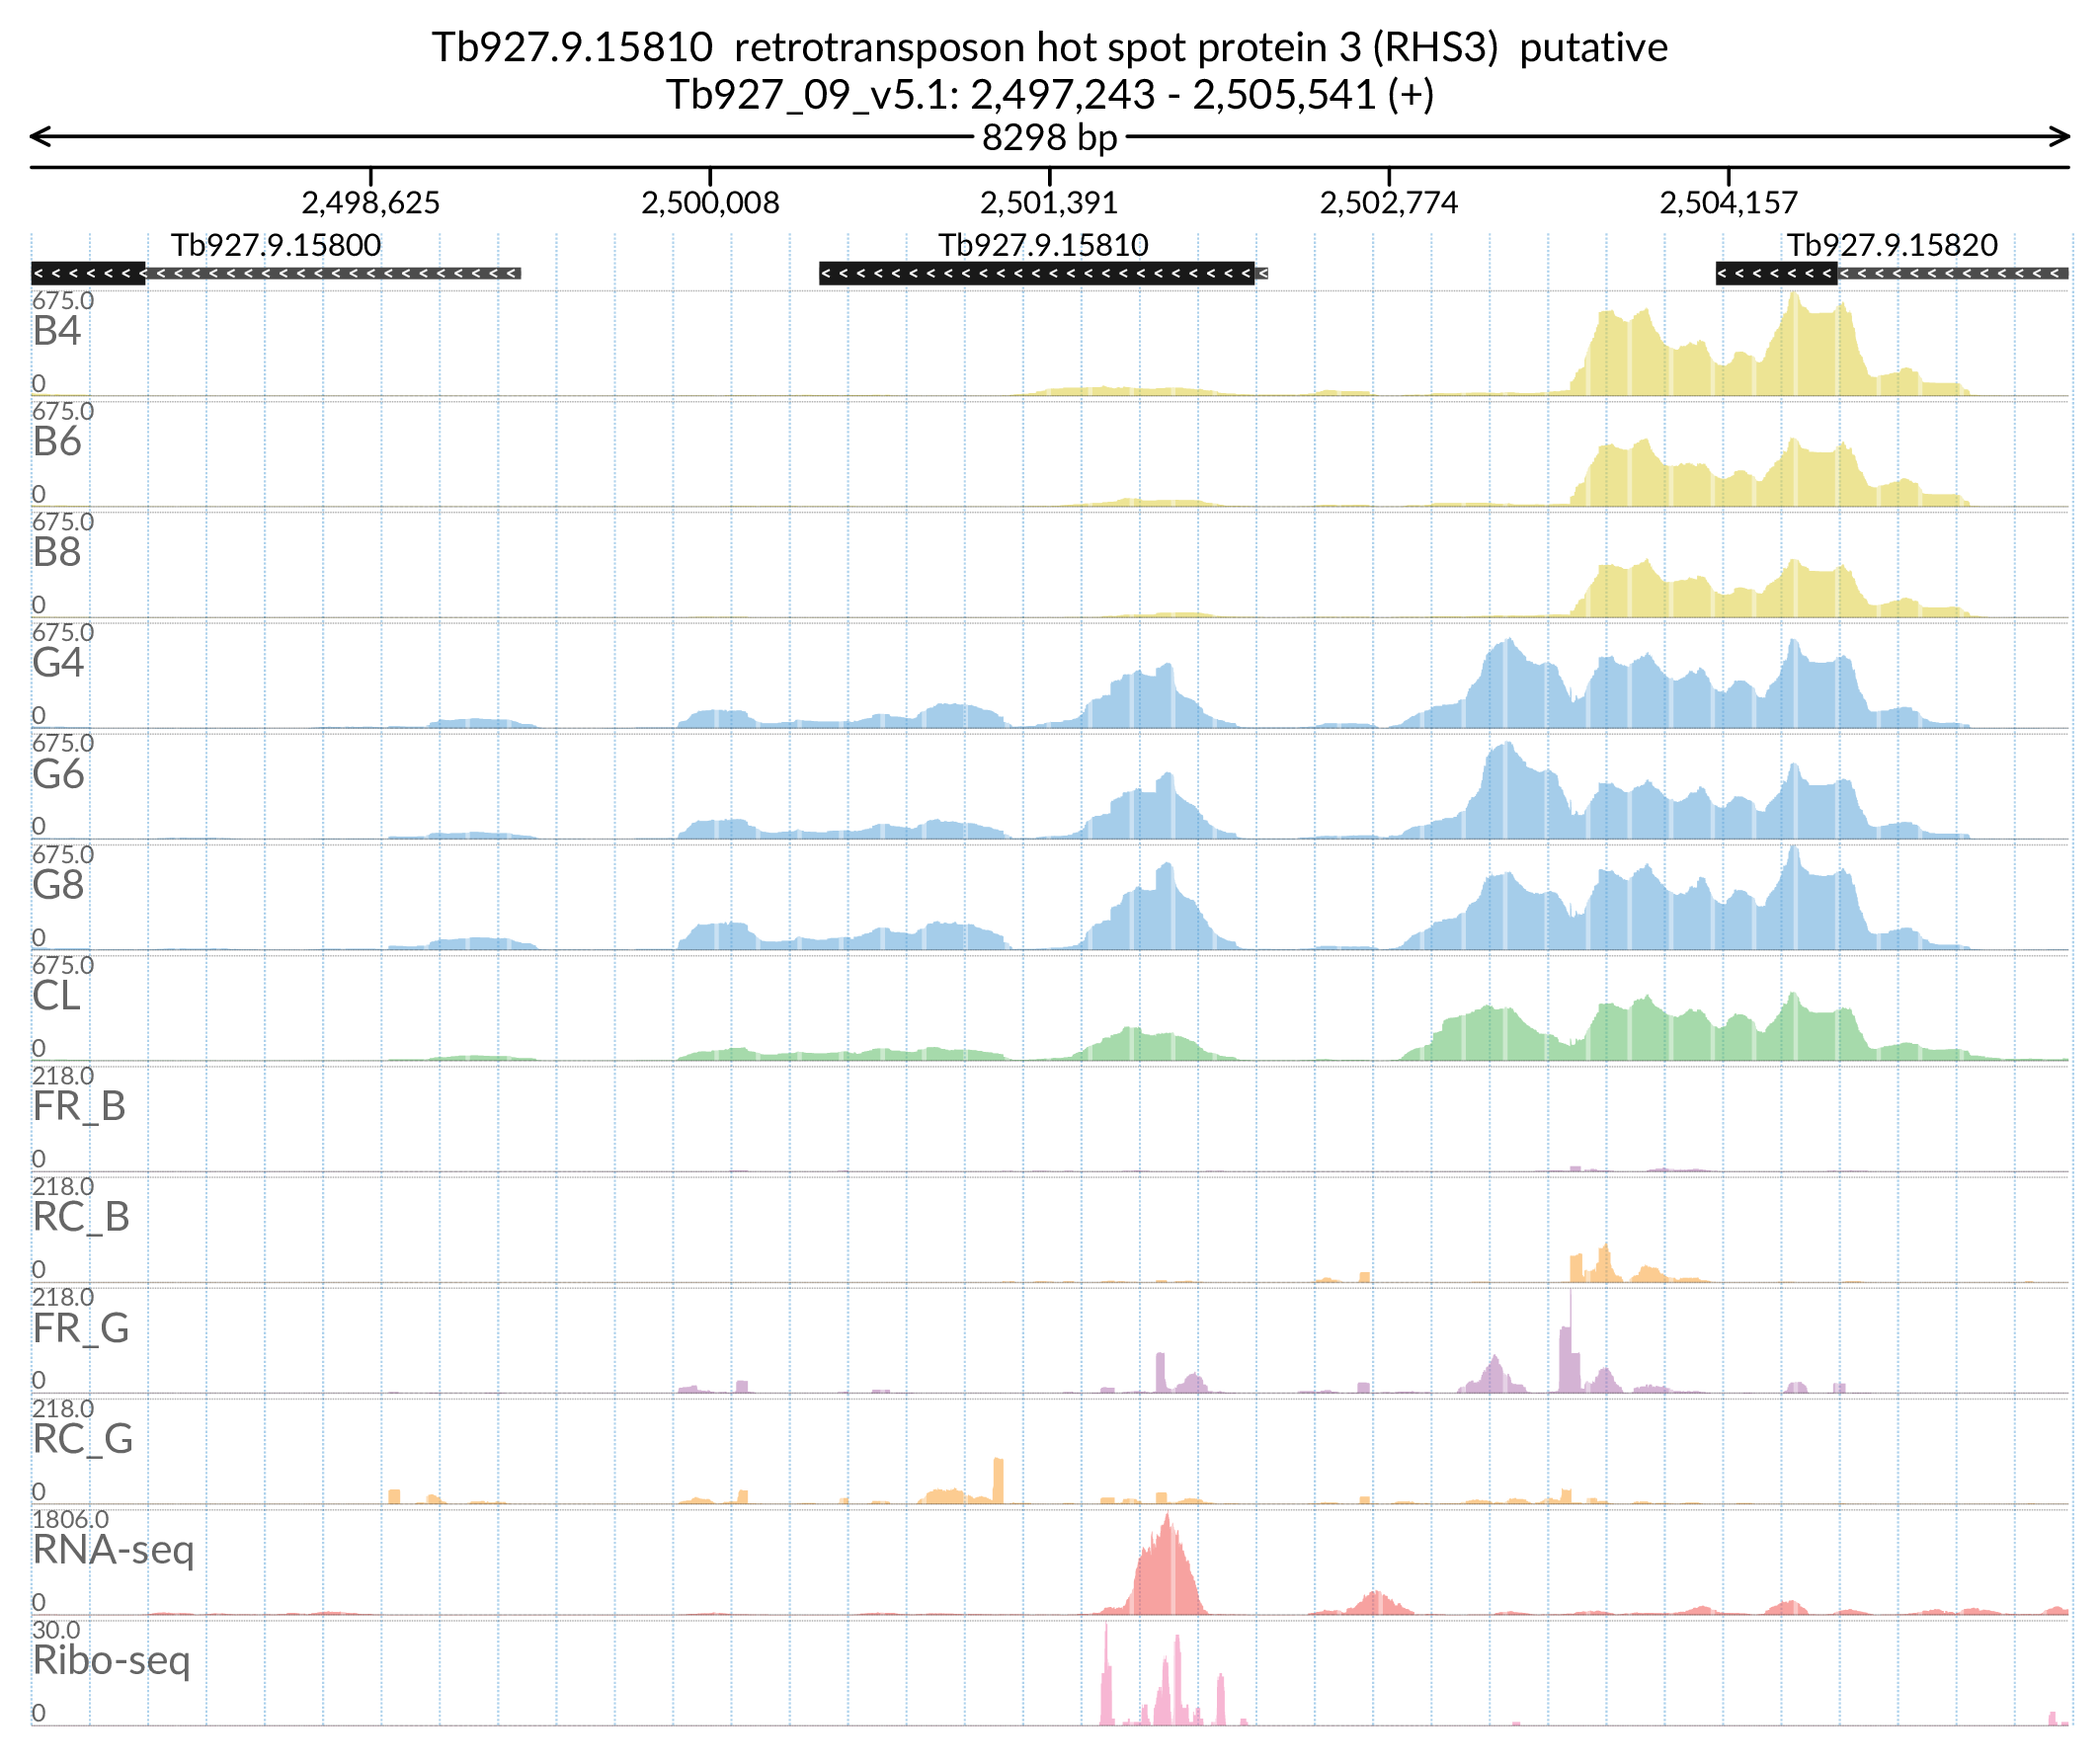 Tb927.9.15810 retrotransposon hot spot protein 3 (RHS3) putative
Tb927_09_v5.1: 2,497,243 - 2,505,541 (+)
8298 bp
2,498,625 2,500,008 2,501,391 2,502,774 2,504,157
Tb927.9.15800 Tb927.9.15810 Tb927.9.15820
675.0
B4
0
675.0
B6
0
675.0
B8
0
675.0
G4
0
675.0
G6
0
675.0
G8
0
675.0
CL
0
218.0
FR_B
0
218.0
RC_B
0
218.0
FR_G
0
218.0
RC_G
0
1806.0
RNA-seq
0
30.0
Ribo-seq
0